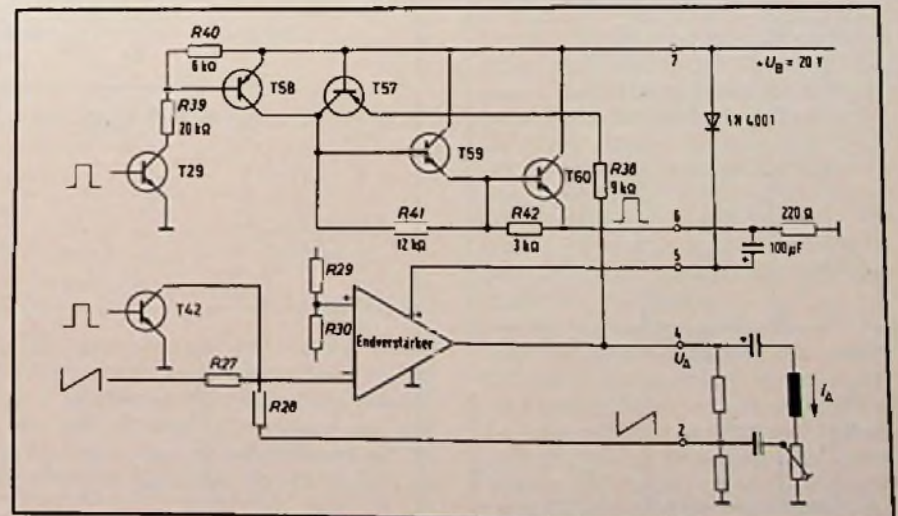 R40
6 kΩ
T58
T57
7
+UB = 20 V
R39
20 kΩ
1N 4001
T59
T29
T60
R38
9 kΩ
R41
12 kΩ
R42
3 kΩ
6
220 Ω
100 µF
+
5
R29
T42
+
+
R30
Endverstärker
4
UΔ
+
R27
−
R28
iΔ
2